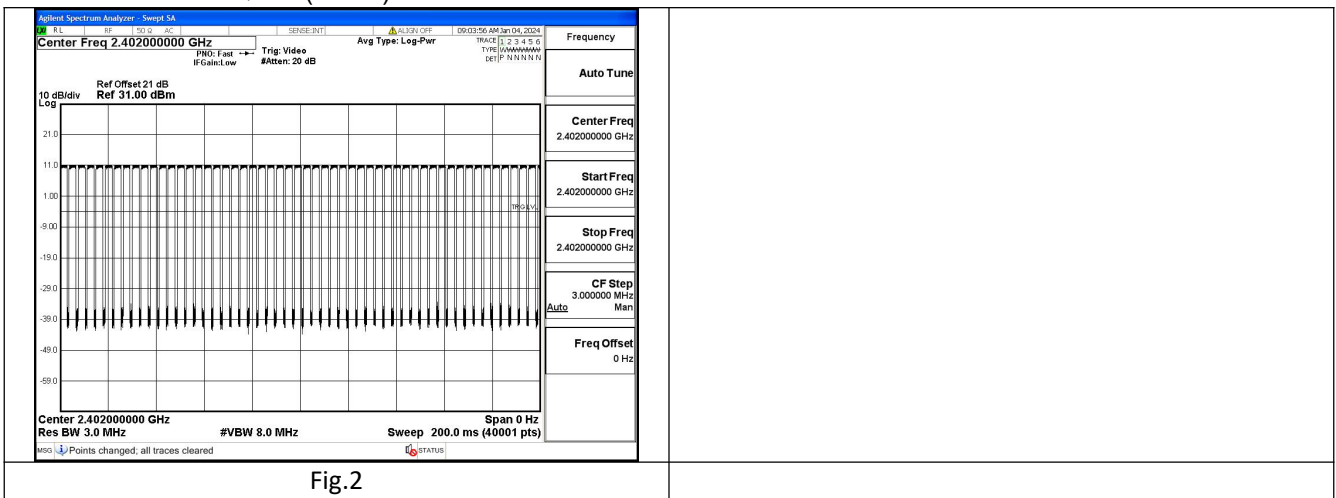 Agilent Spectrum Analyzer - Swept SA
RL RF 50 Ω AC SENSE:INT ALIGN OFF 09:03:56 AM Jan 04, 2024
Center Freq 2.402000000 GHz
PNO: Fast
IFGain:Low
Trig: Video
#Atten: 20 dB
Avg Type: Log-Pwr
TRACE 1 2 3 4 5 6
TYPE WWWWWW
DET P N N N N N
Ref Offset 21 dB
10 dB/div Ref 31.00 dBm
Log
21.0
11.0
1.00
TRIG LVL
-9.00
-19.0
-29.0
-39.0
-49.0
-59.0
Center 2.402000000 GHz Span 0 Hz
Res BW 3.0 MHz #VBW 8.0 MHz Sweep 200.0 ms (40001 pts)
MSG Points changed; all traces cleared STATUS
Frequency
Auto Tune
Center Freq
2.402000000 GHz
Start Freq
2.402000000 GHz
Stop Freq
2.402000000 GHz
CF Step
3.000000 MHz
Auto Man
Freq Offset
0 Hz
Fig.2